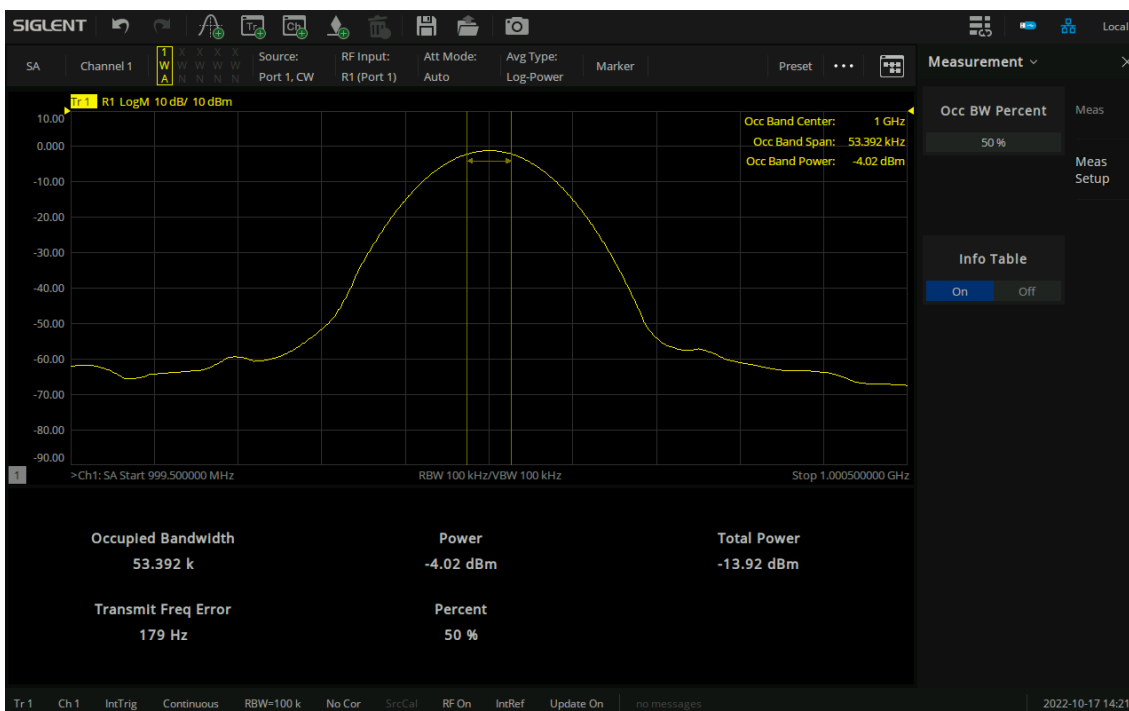 SIGLENT Tr Ch Local
SA Channel 1 1 X X X X Source: RF Input: Att Mode: Avg Type: Marker Preset ••• Measurement
W W W W W Port 1, CW R1 (Port 1) Auto Log-Power
A N N N N
Tr 1 R1 LogM 10 dB/ 10 dBm
10.00
0.000
-10.00
-20.00
-30.00
-40.00
-50.00
-60.00
-70.00
-80.00
-90.00
Occ Band Center: 1 GHz
Occ Band Span: 53.392 kHz
Occ Band Power: -4.02 dBm
1 >Ch1: SA Start 999.500000 MHz RBW 100 kHz/VBW 100 kHz Stop 1.000500000 GHz
Occ BW Percent
50 %
Info Table
On Off
Meas
Meas
Setup
Occupied Bandwidth Power Total Power
53.392 k -4.02 dBm -13.92 dBm
Transmit Freq Error Percent
179 Hz 50 %
Tr 1 Ch 1 IntTrig Continuous RBW=100 k No Cor SrcCal RF On IntRef Update On no messages 2022-10-17 14:21